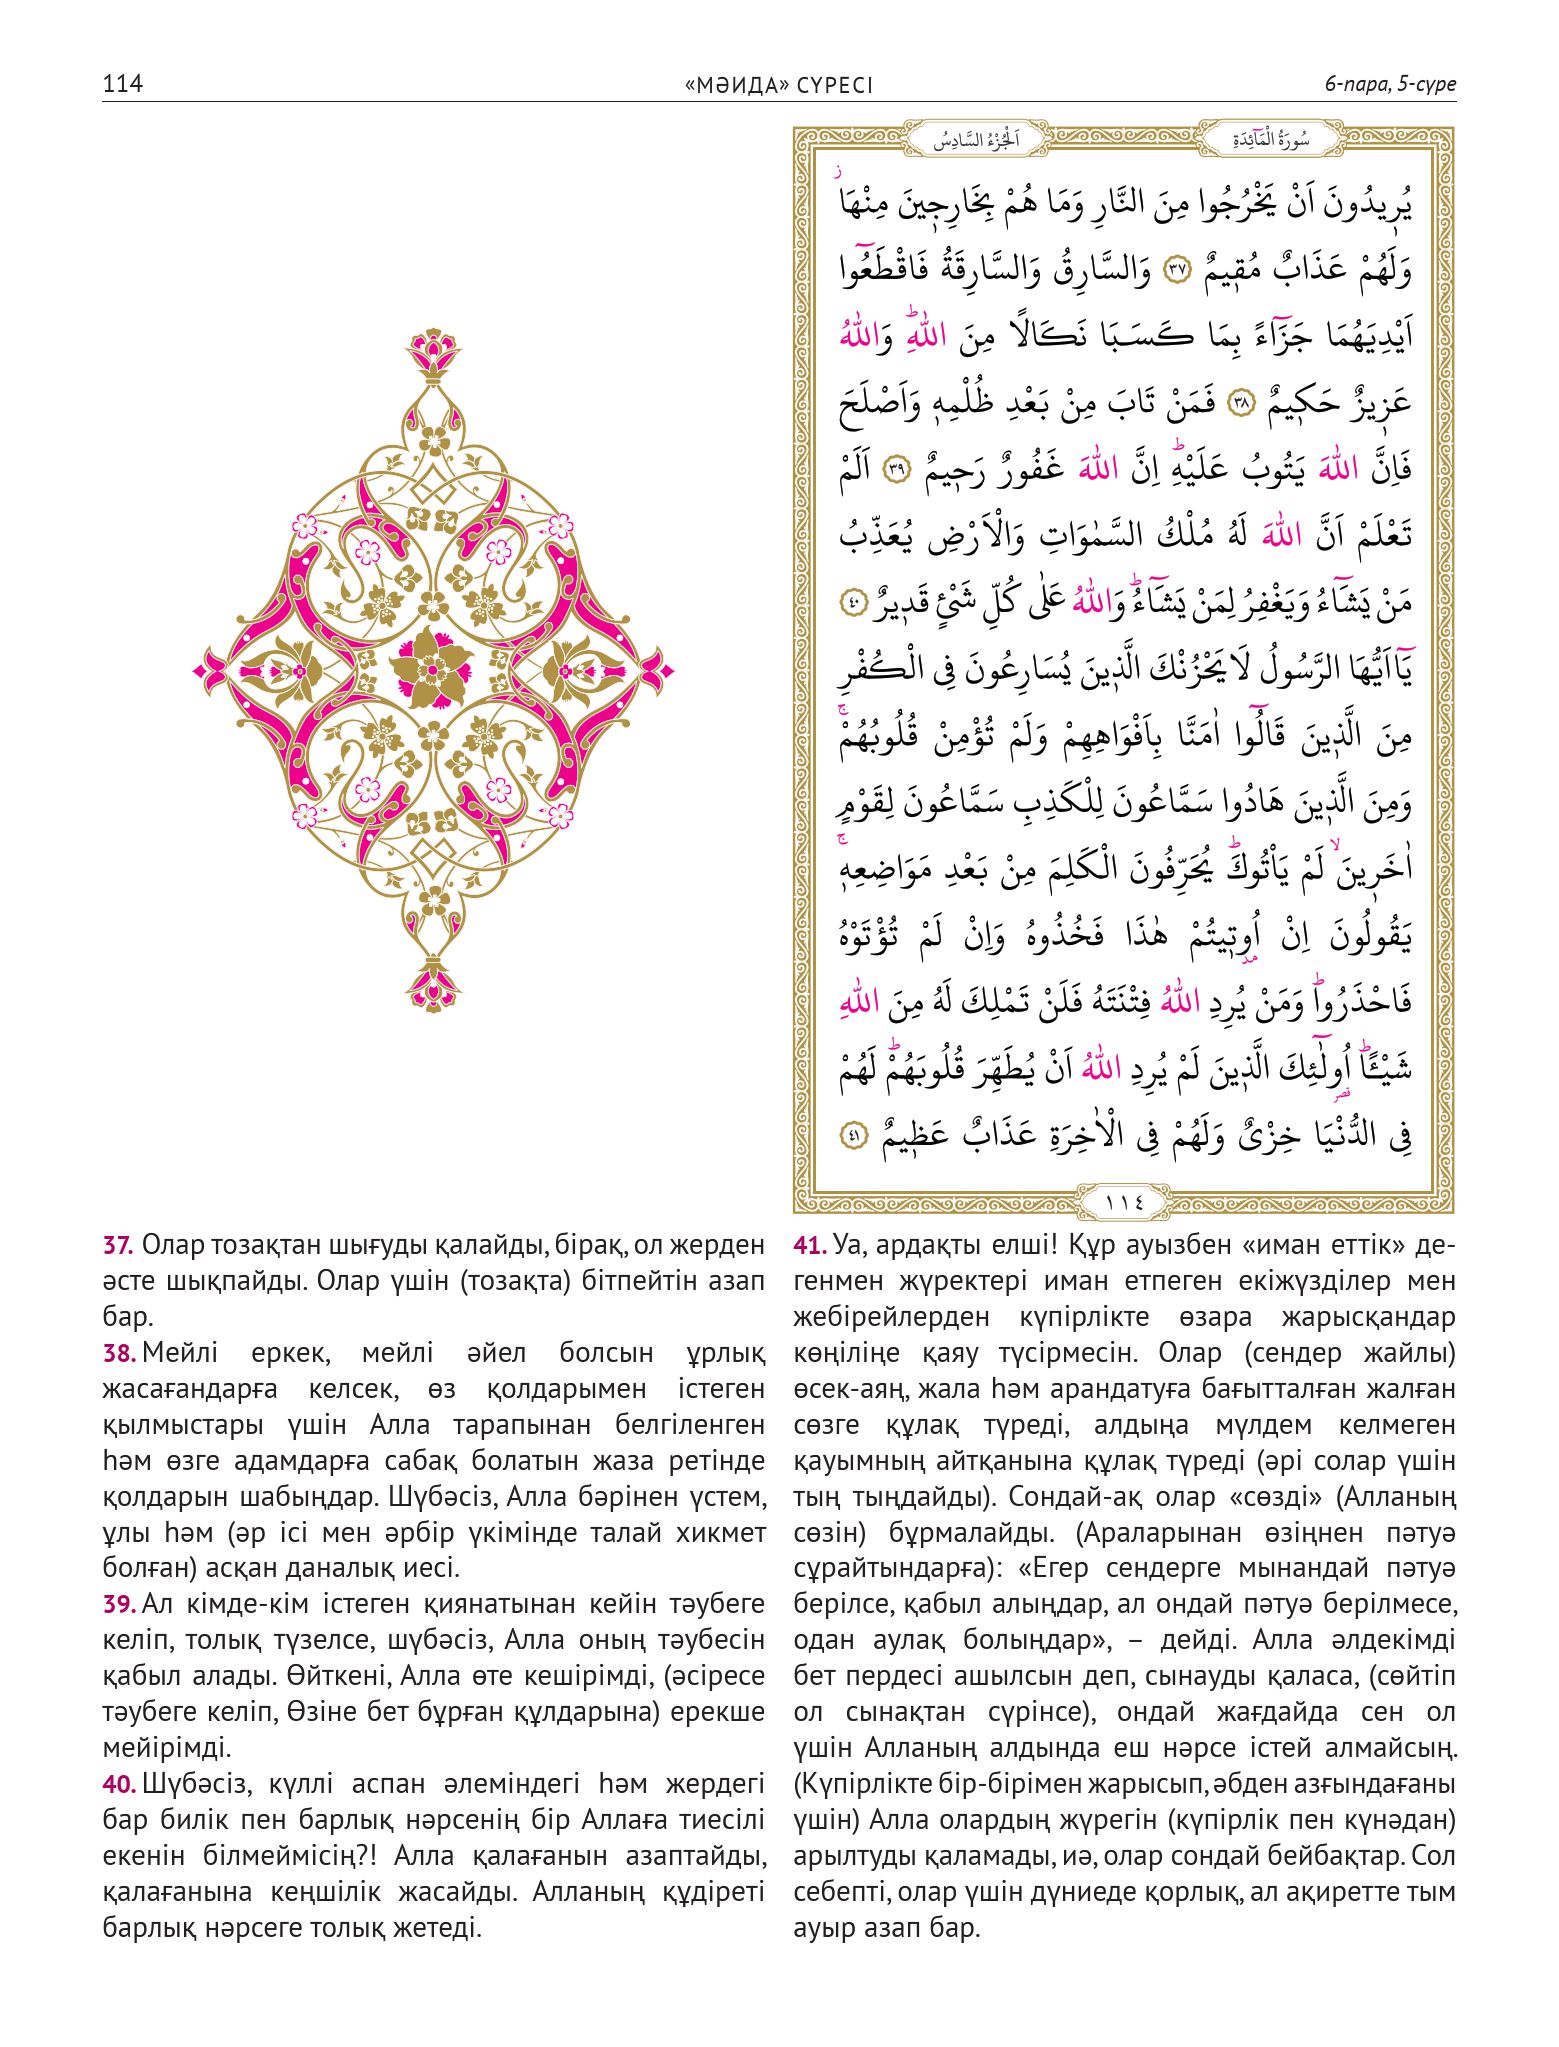 114
«МӘИДА» СҮРЕСІ
6-пара, 5-сүре
سُورَةُ الْمَٓائِدَةِ
اَلْجُزْءُ السَّادِسُ
يُر۪يدُونَ اَنْ يَخْرُجُوا مِنَ النَّارِ وَمَا هُمْ بِخَارِج۪ينَ مِنْهَاۘ
وَلَهُمْ عَذَابٌ مُق۪يمٌ ﴿٣٧﴾ وَالسَّارِقُ وَالسَّارِقَةُ فَاقْطَعُٓوا
اَيْدِيَهُمَا جَزَٓاءً بِمَا كَسَبَا نَكَالًا مِنَ اللّٰهِۜ وَاللّٰهُ
عَز۪يزٌ حَك۪يمٌ ﴿٣٨﴾ فَمَنْ تَابَ مِنْ بَعْدِ ظُلْمِه۪ وَاَصْلَحَ
فَاِنَّ اللّٰهَ يَتُوبُ عَلَيْهِۜ اِنَّ اللّٰهَ غَفُورٌ رَح۪يمٌ ﴿٣٩﴾ اَلَمْ
تَعْلَمْ اَنَّ اللّٰهَ لَهُ مُلْكُ السَّمٰوَاتِ وَالْاَرْضِ يُعَذِّبُ
مَنْ يَشَٓاءُ وَيَغْفِرُ لِمَنْ يَشَٓاءُۜ وَاللّٰهُ عَلٰى كُلِّ شَيْءٍ قَد۪يرٌ ﴿٤٠﴾
يَٓا اَيُّهَا الرَّسُولُ لَا يَحْزُنْكَ الَّذ۪ينَ يُسَارِعُونَ فِي الْكُفْرِ
مِنَ الَّذ۪ينَ قَالُٓوا اٰمَنَّا بِاَفْوَاهِهِمْ وَلَمْ تُؤْمِنْ قُلُوبُهُمْۚ
وَمِنَ الَّذ۪ينَ هَادُوا سَمَّاعُونَ لِلْكَذِبِ سَمَّاعُونَ لِقَوْمٍ
اٰخَر۪ينَۙ لَمْ يَأْتُوكَۜ يُحَرِّفُونَ الْكَلِمَ مِنْ بَعْدِ مَوَاضِعِه۪ۚ
يَقُولُونَ اِنْ اُو۫ت۪يتُمْ هٰذَا فَخُذُوهُ وَاِنْ لَمْ تُؤْتَوْهُ
فَاحْذَرُواۜ وَمَنْ يُرِدِ اللّٰهُ فِتْنَتَهُ فَلَنْ تَمْلِكَ لَهُ مِنَ اللّٰهِ
شَيْـًٔاۜ اُو۬لٰٓئِكَ الَّذ۪ينَ لَمْ يُرِدِ اللّٰهُ اَنْ يُطَهِّرَ قُلُوبَهُمْۜ لَهُمْ
فِي الدُّنْيَا خِزْيٌ وَلَهُمْ فِي الْاٰخِرَةِ عَذَابٌ عَظ۪يمٌ ﴿٤١﴾
١١٤
37. Олар тозақтан шығуды қалайды, бірақ, ол жерден
әсте шықпайды. Олар үшін (тозақта) бітпейтін азап
бар.
38. Мейлі еркек, мейлі әйел болсын ұрлық
жасағандарға келсек, өз қолдарымен істеген
қылмыстары үшін Алла тарапынан белгіленген
һәм өзге адамдарға сабақ болатын жаза ретінде
қолдарын шабыңдар. Шүбәсіз, Алла бәрінен үстем,
ұлы һәм (әр ісі мен әрбір үкімінде талай хикмет
болған) асқан даналық иесі.
39. Ал кімде-кім істеген қиянатынан кейін тәубеге
келіп, толық түзелсе, шүбәсіз, Алла оның тәубесін
қабыл алады. Өйткені, Алла өте кешірімді, (әсіресе
тәубеге келіп, Өзіне бет бұрған құлдарына) ерекше
мейірімді.
40. Шүбәсіз, күллі аспан әлеміндегі һәм жердегі
бар билік пен барлық нәрсенің бір Аллаға тиесілі
екенін білмеймісің?! Алла қалағанын азаптайды,
қалағанына кеңшілік жасайды. Алланың құдіреті
барлық нәрсеге толық жетеді.
41. Уа, ардақты елші! Құр ауызбен «иман еттік» де-
генмен жүректері иман етпеген екіжүзділер мен
жебірейлерден күпірлікте өзара жарысқандар
көңіліңе қаяу түсірмесін. Олар (сендер жайлы)
өсек-аяң, жала һәм арандатуға бағытталған жалған
сөзге құлақ түреді, алдыңа мүлдем келмеген
қауымның айтқанына құлақ түреді (әрі солар үшін
тың тыңдайды). Сондай-ақ олар «сөзді» (Алланың
сөзін) бұрмалайды. (Араларынан өзіңнен пәтуә
сұрайтындарға): «Егер сендерге мынандай пәтуә
берілсе, қабыл алыңдар, ал ондай пәтуә берілмесе,
одан аулақ болыңдар», – дейді. Алла әлдекімді
бет пердесі ашылсын деп, сынауды қаласа, (сөйтіп
ол сынақтан сүрінсе), ондай жағдайда сен ол
үшін Алланың алдында еш нәрсе істей алмайсың.
(Күпірлікте бір-бірімен жарысып, әбден азғындағаны
үшін) Алла олардың жүрегін (күпірлік пен күнәдан)
арылтуды қаламады, иә, олар сондай бейбақтар. Сол
себепті, олар үшін дүниеде қорлық, ал ақиретте тым
ауыр азап бар.